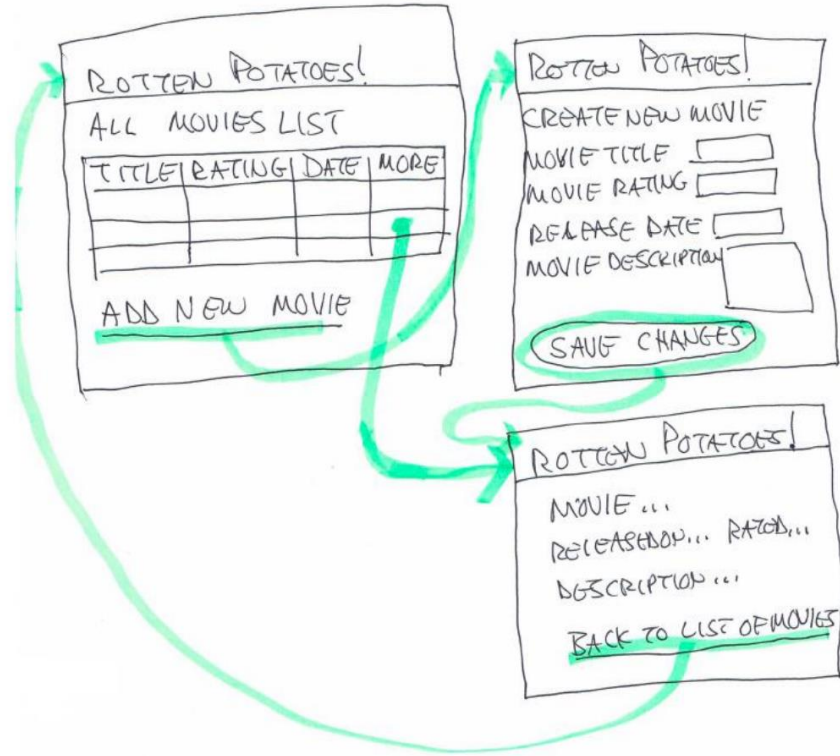 ROTTEN POTATOES!
ALL MOVIES LIST
TITLE RATING DATE MORE
ADD NEW MOVIE
ROTTEN POTATOES!
CREATE NEW MOVIE
MOVIE TITLE
MOVIE RATING
RELEASE DATE
MOVIE DESCRIPTION
SAVE CHANGES
ROTTEN POTATOES!
MOVIE ...
RELEASED ON... RATED...
DESCRIPTION ...
BACK TO LIST OF MOVIES